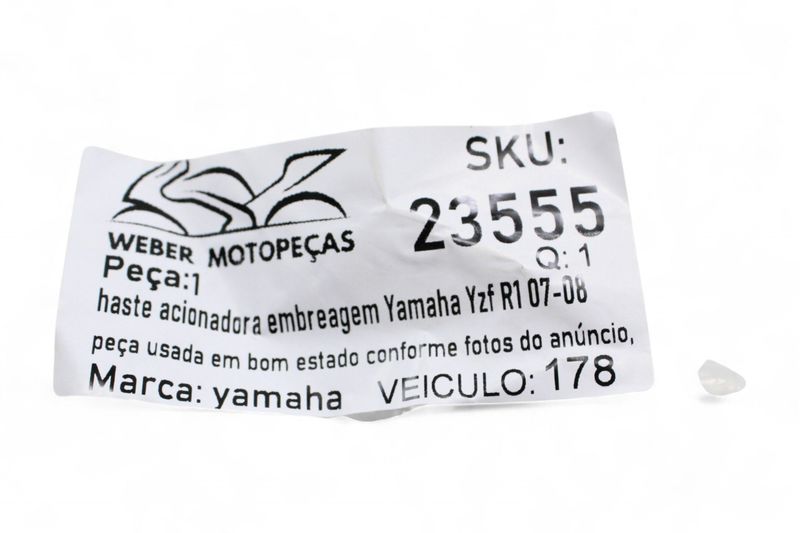 SKU:
23555
Q: 1
WEBER MOTOPEÇAS
Peça:1
haste acionadora embreagem Yamaha Yzf R1 07-08
peça usada em bom estado conforme fotos do anúncio,
Marca: yamaha VEICULO: 178